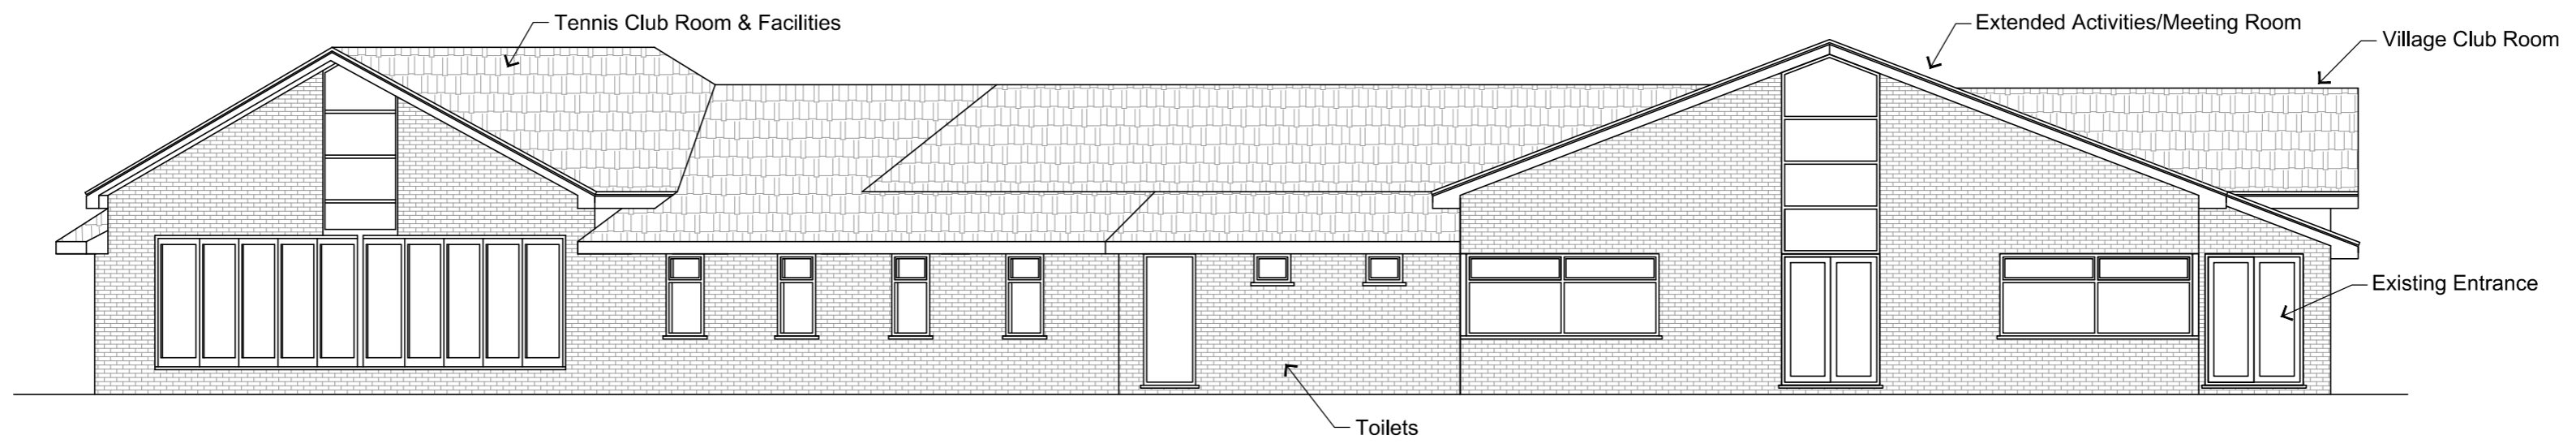 Tennis Club Room & Facilities
Extended Activities/Meeting Room
Village Club Room
Existing Entrance
Toilets